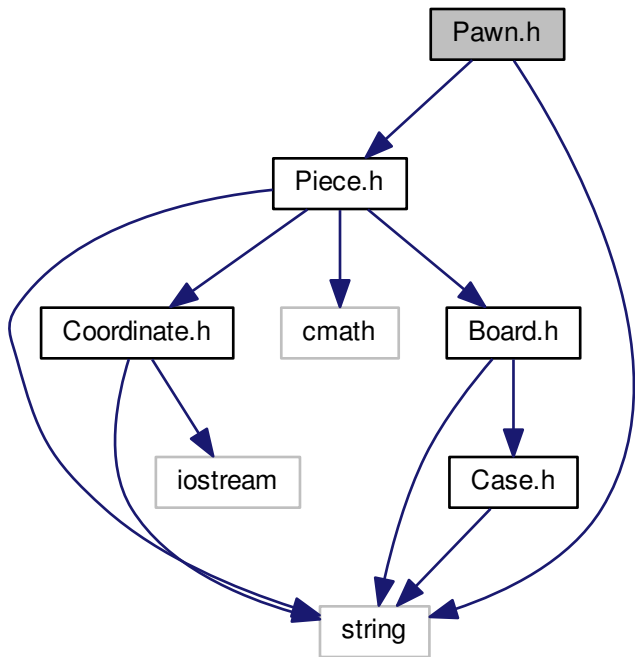 Pawn.h
Piece.h
Coordinate.h
cmath
Board.h
iostream
Case.h
string